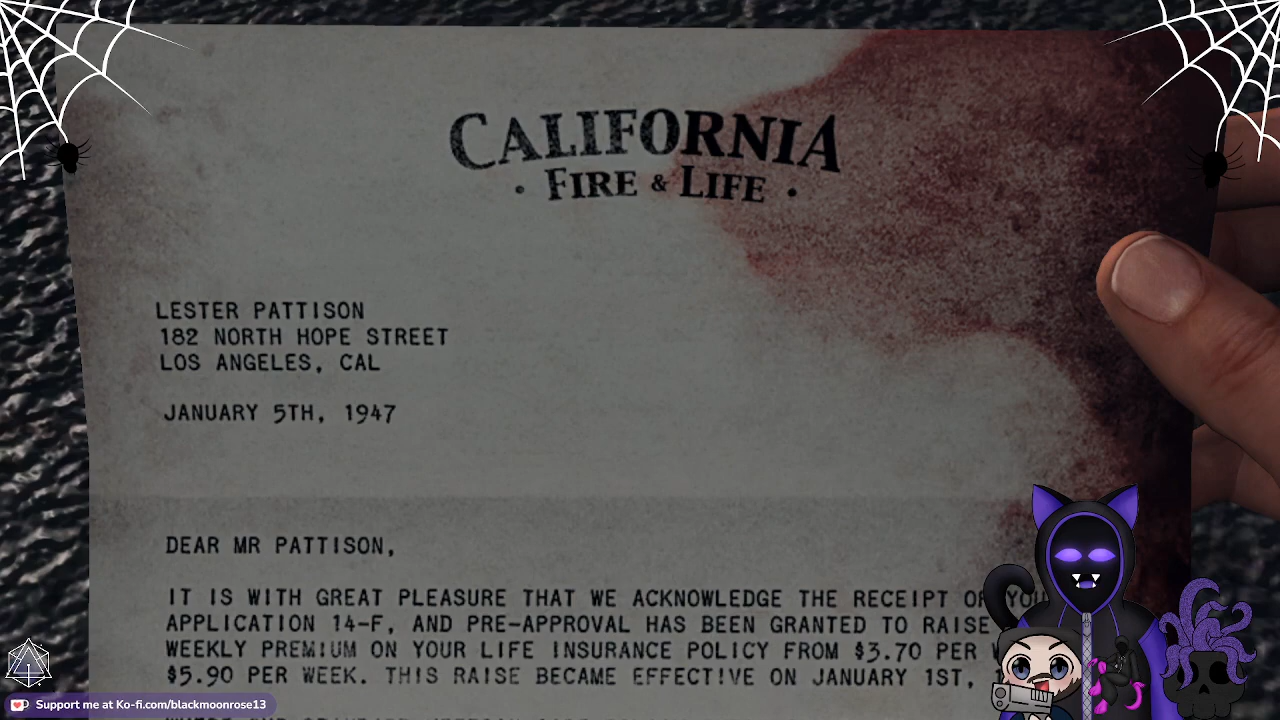 CALIFORNIA
· FIRE & LIFE ·
LESTER PATTISON
182 NORTH HOPE STREET
LOS ANGELES, CAL
JANUARY 5TH, 1947
DEAR MR PATTISON,
IT IS WITH GREAT PLEASURE THAT WE ACKNOWLEDGE THE RECEIPT
APPLICATION 14-F, AND PRE-APPROVAL HAS BEEN GRANTED TO RAISE
WEEKLY PREMIUM ON YOUR LIFE INSURANCE POLICY FROM $3.70 PER
$5.90 PER WEEK. THIS RAISE BECAME EFFECTIVE ON JANUARY 1ST,
Support me at Ko-fi.com/blackmoonrose13